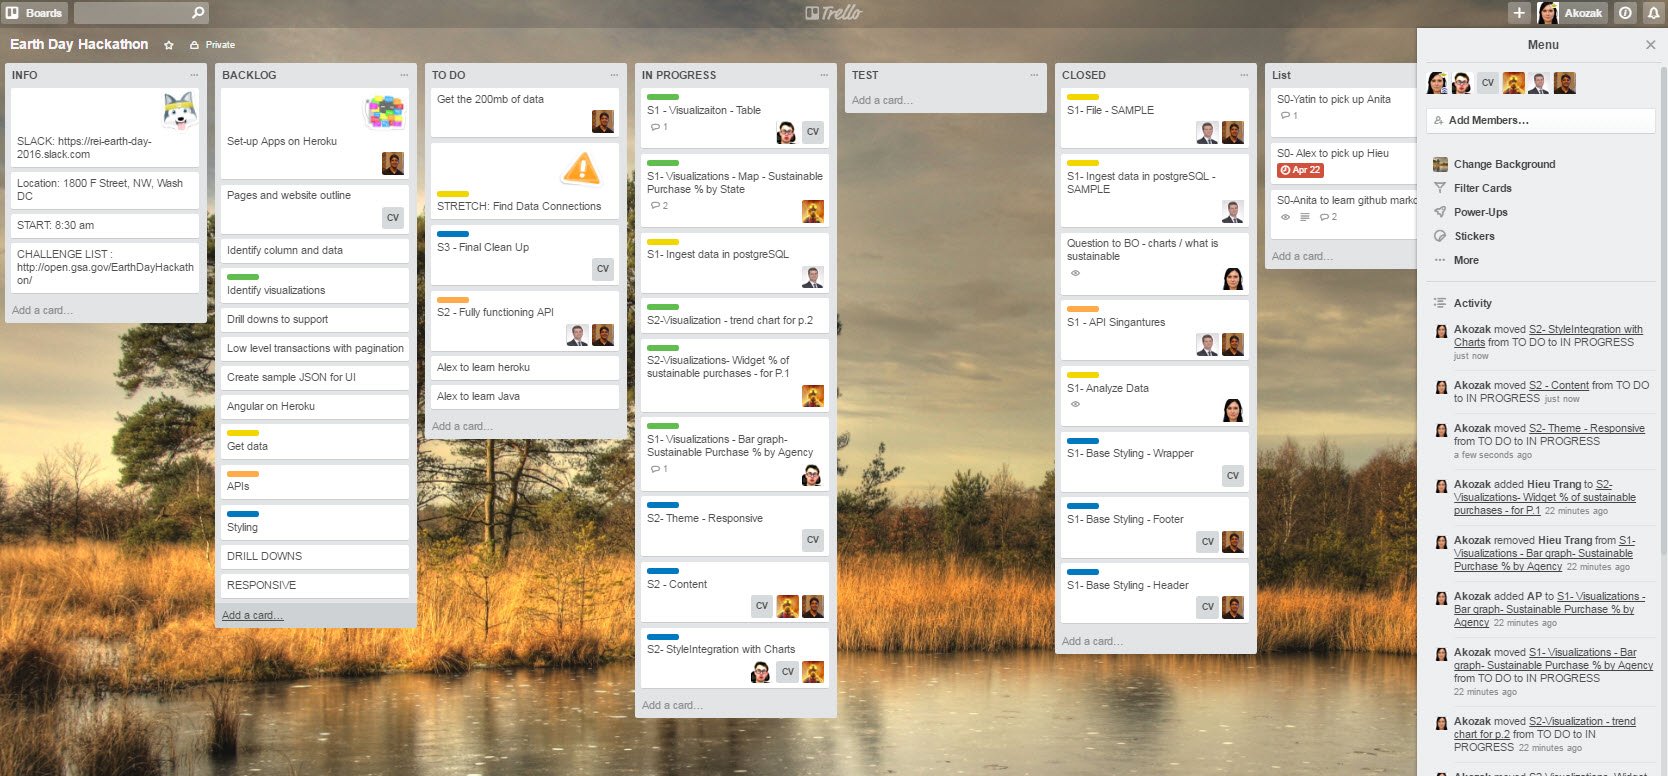 Boards
Trello
Akozak
Earth Day Hackathon
Private
INFO
SLACK: https://rei-earth-day-
2016.slack.com
Location: 1800 F Street, NW, Wash
DC
START: 8:30 am
CHALLENGE LIST :
http://open.gsa.gov/EarthDayHackath
on/
Add a card...
BACKLOG
Set-up Apps on Heroku
Pages and website outline
CV
Identify column and data
Identify visualizations
Drill downs to support
Low level transactions with pagination
Create sample JSON for UI
Angular on Heroku
Get data
APIs
Styling
DRILL DOWNS
RESPONSIVE
Add a card...
TO DO
Get the 200mb of data
STRETCH: Find Data Connections
S3 - Final Clean Up
CV
S2 - Fully functioning API
Alex to learn heroku
Alex to learn Java
Add a card...
IN PROGRESS
S1 - Visualizaiton - Table
1
CV
S1- Visualizations - Map - Sustainable
Purchase % by State
2
S1- Ingest data in postgreSQL
S2-Visualization - trend chart for p.2
S2-Visualizations- Widget % of
sustainable purchases - for P.1
S1- Visualizations - Bar graph-
Sustainable Purchase % by Agency
1
S2- Theme - Responsive
CV
S2 - Content
CV
S2- StyleIntegration with Charts
CV
Add a card...
TEST
Add a card...
CLOSED
S1- File - SAMPLE
S1- Ingest data in postgreSQL -
SAMPLE
Question to BO - charts / what is
sustainable
S1 - API Singantures
S1- Analyze Data
S1- Base Styling - Wrapper
CV
S1- Base Styling - Footer
CV
S1- Base Styling - Header
CV
Add a card...
List
S0-Yatin to pick up Anita
1
S0- Alex to pick up Hieu
Apr 22
S0-Anita to learn github marko
2
Add a card...
Menu
CV
Add Members...
Change Background
Filter Cards
Power-Ups
Stickers
More
Activity
Akozak moved S2- StyleIntegration with
Charts from TO DO to IN PROGRESS
just now
Akozak moved S2 - Content from TO DO
to IN PROGRESS just now
Akozak moved S2- Theme - Responsive
from TO DO to IN PROGRESS
a few seconds ago
Akozak added Hieu Trang to S2-
Visualizations- Widget % of sustainable
purchases - for P.1 22 minutes ago
Akozak removed Hieu Trang from S1-
Visualizations - Bar graph- Sustainable
Purchase % by Agency 22 minutes ago
Akozak added AP to S1- Visualizations -
Bar graph- Sustainable Purchase % by
Agency 22 minutes ago
Akozak moved S1- Visualizations - Bar
graph- Sustainable Purchase % by Agency
from TO DO to IN PROGRESS
22 minutes ago
Akozak moved S2-Visualization - trend
chart for p.2 from TO DO to IN
PROGRESS 22 minutes ago
Akozak moved S2-Visualizations- Widget